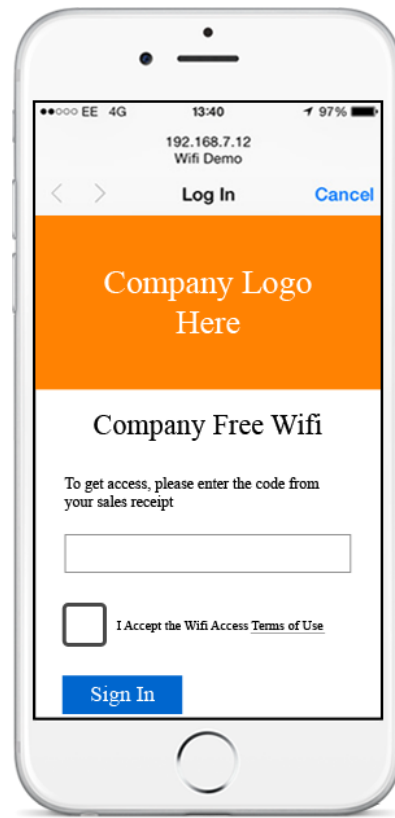 EE 4G 13:40 97%
192.168.7.12
Wifi Demo
Log In Cancel
Company Logo
Here
Company Free Wifi
To get access, please enter the code from
your sales receipt
I Accept the Wifi Access Terms of Use
Sign In